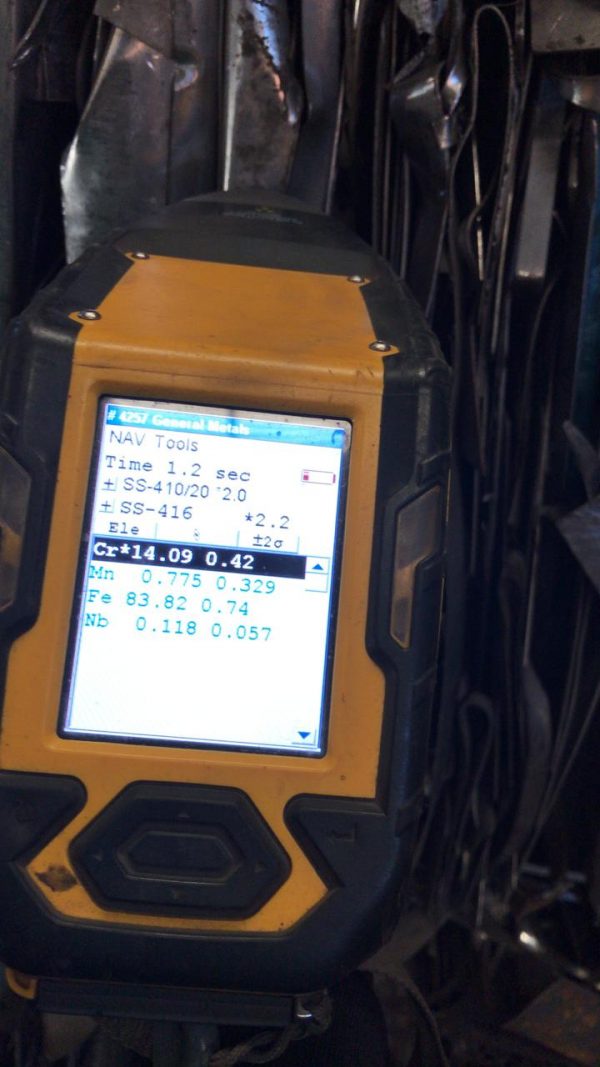 # 4257 General Metals
NAV Tools
Time 1.2 sec
SS-410/20 *2.0
SS-416 *2.2
Ele % ±2σ
Cr*14.09 0.42
Mn 0.775 0.329
Fe 83.82 0.74
Nb 0.118 0.057